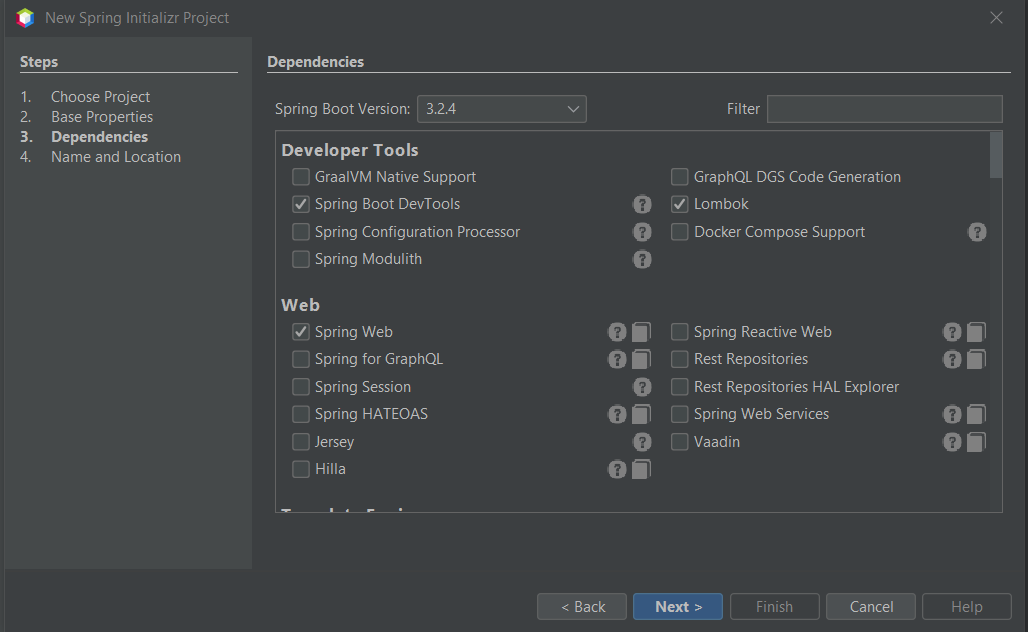 New Spring Initializr Project
Steps
1. Choose Project
2. Base Properties
3. Dependencies
4. Name and Location
Dependencies
Spring Boot Version: 3.2.4 Filter
Developer Tools
GraalVM Native Support GraphQL DGS Code Generation
Spring Boot DevTools ? Lombok
Spring Configuration Processor ? Docker Compose Support ?
Spring Modulith ?
Web
Spring Web ? Spring Reactive Web ?
Spring for GraphQL ? Rest Repositories ?
Spring Session ? Rest Repositories HAL Explorer
Spring HATEOAS ? Spring Web Services ?
Jersey ? Vaadin ?
Hilla ?
< Back Next > Finish Cancel Help